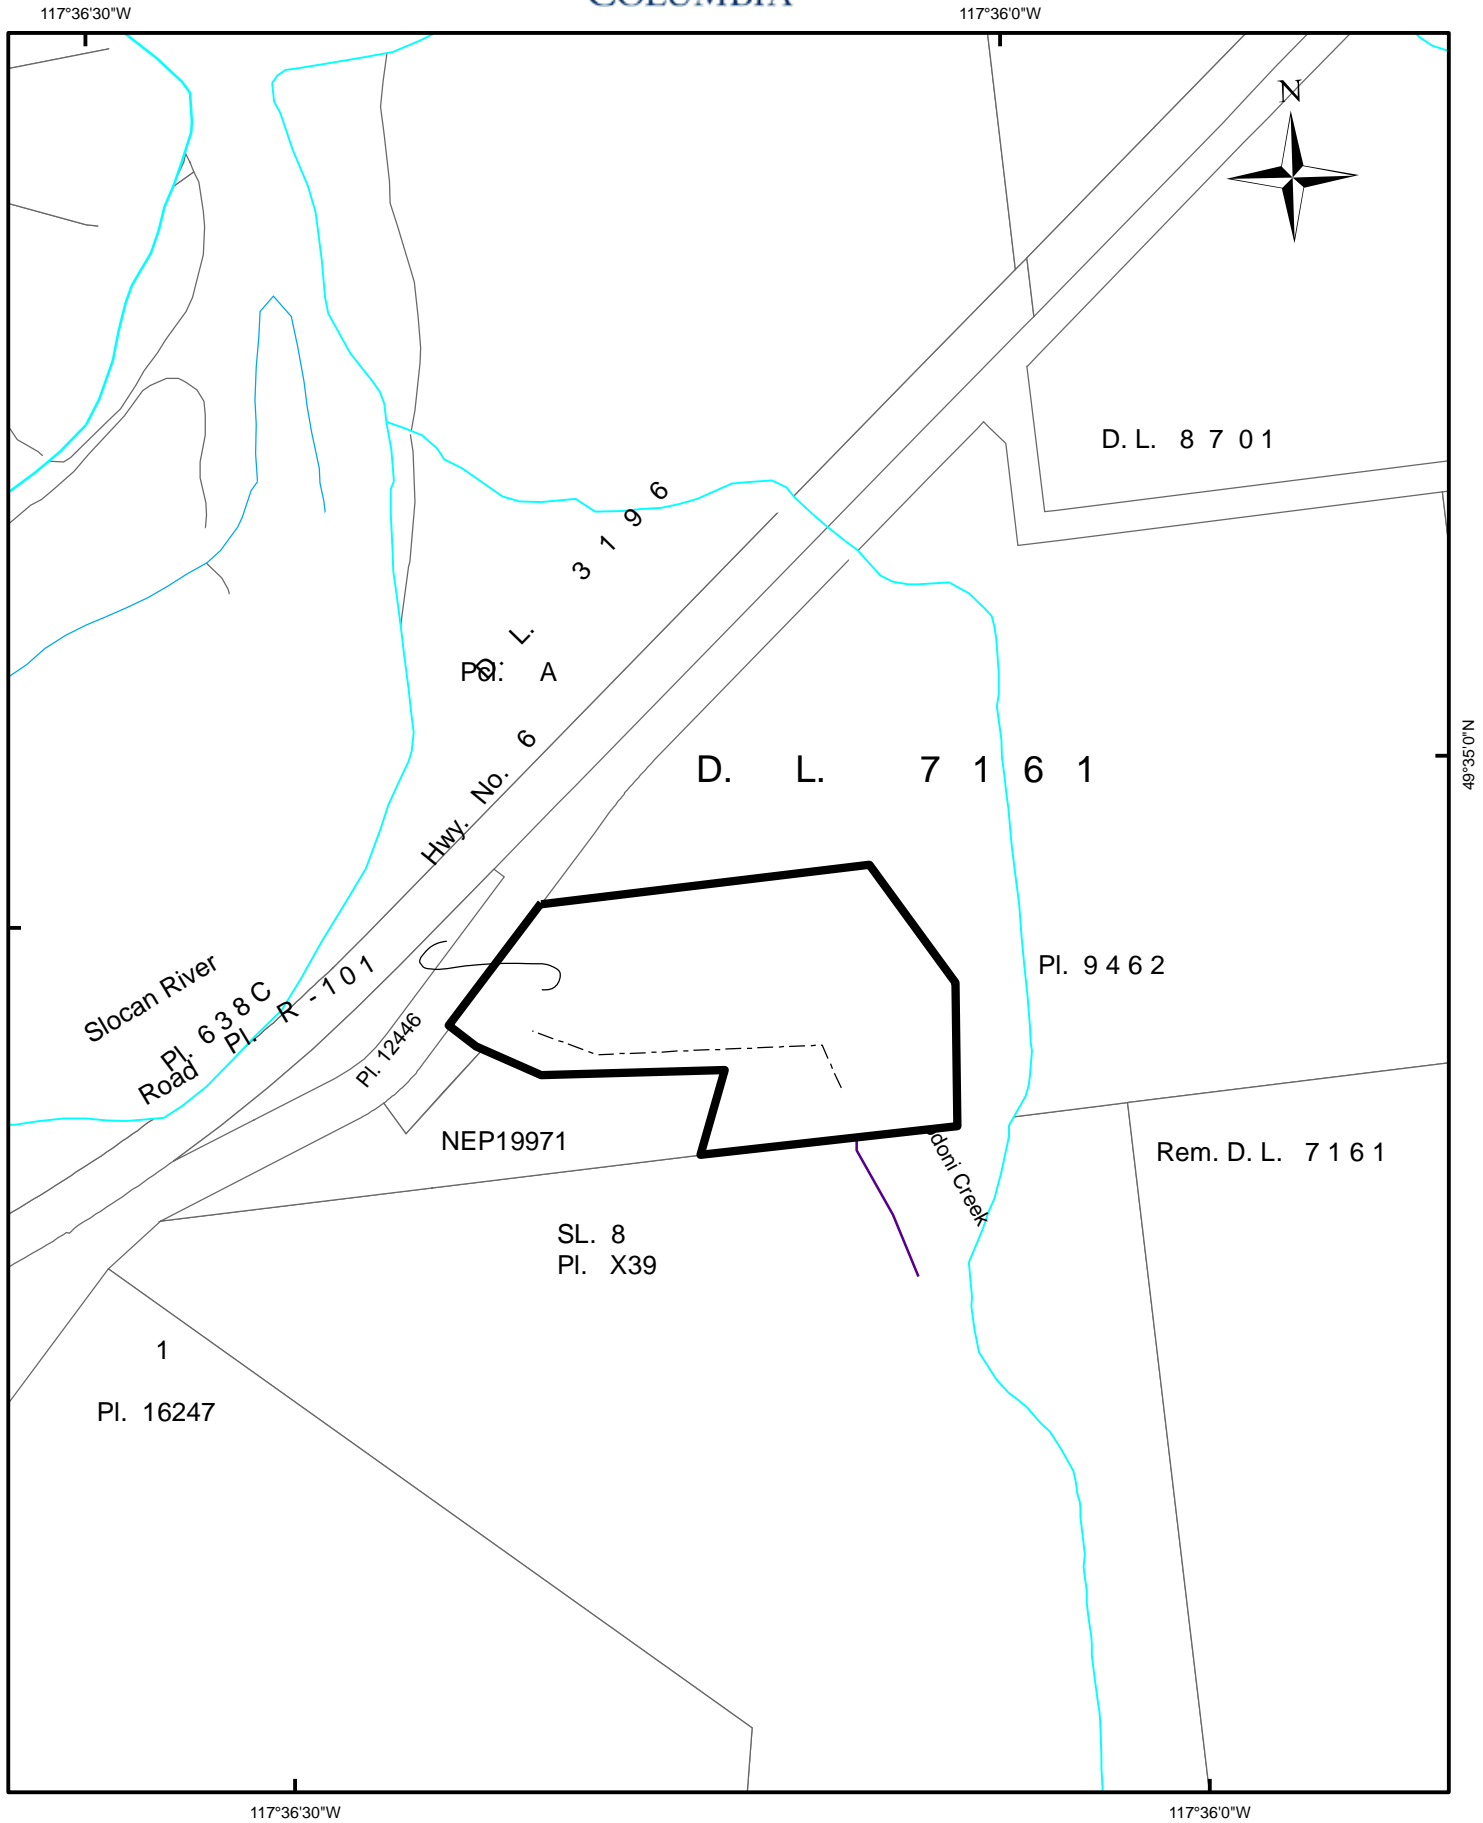 COLUMBIA
117°36'30"W
117°36'0"W
N
D. L. 8 7 0 1
D. L. 3 1 9 6
Pcl. A
Hwy. No. 6
D. L. 7 1 6 1
49°35'0"N
Pl. 9 4 6 2
Slocan River
Pl. 6 3 8 C
Road Pl. R - 1 0 1
Pl. 12446
NEP19971
doni Creek
Rem. D. L. 7 1 6 1
SL. 8
Pl. X39
1
Pl. 16247
117°36'30"W
117°36'0"W